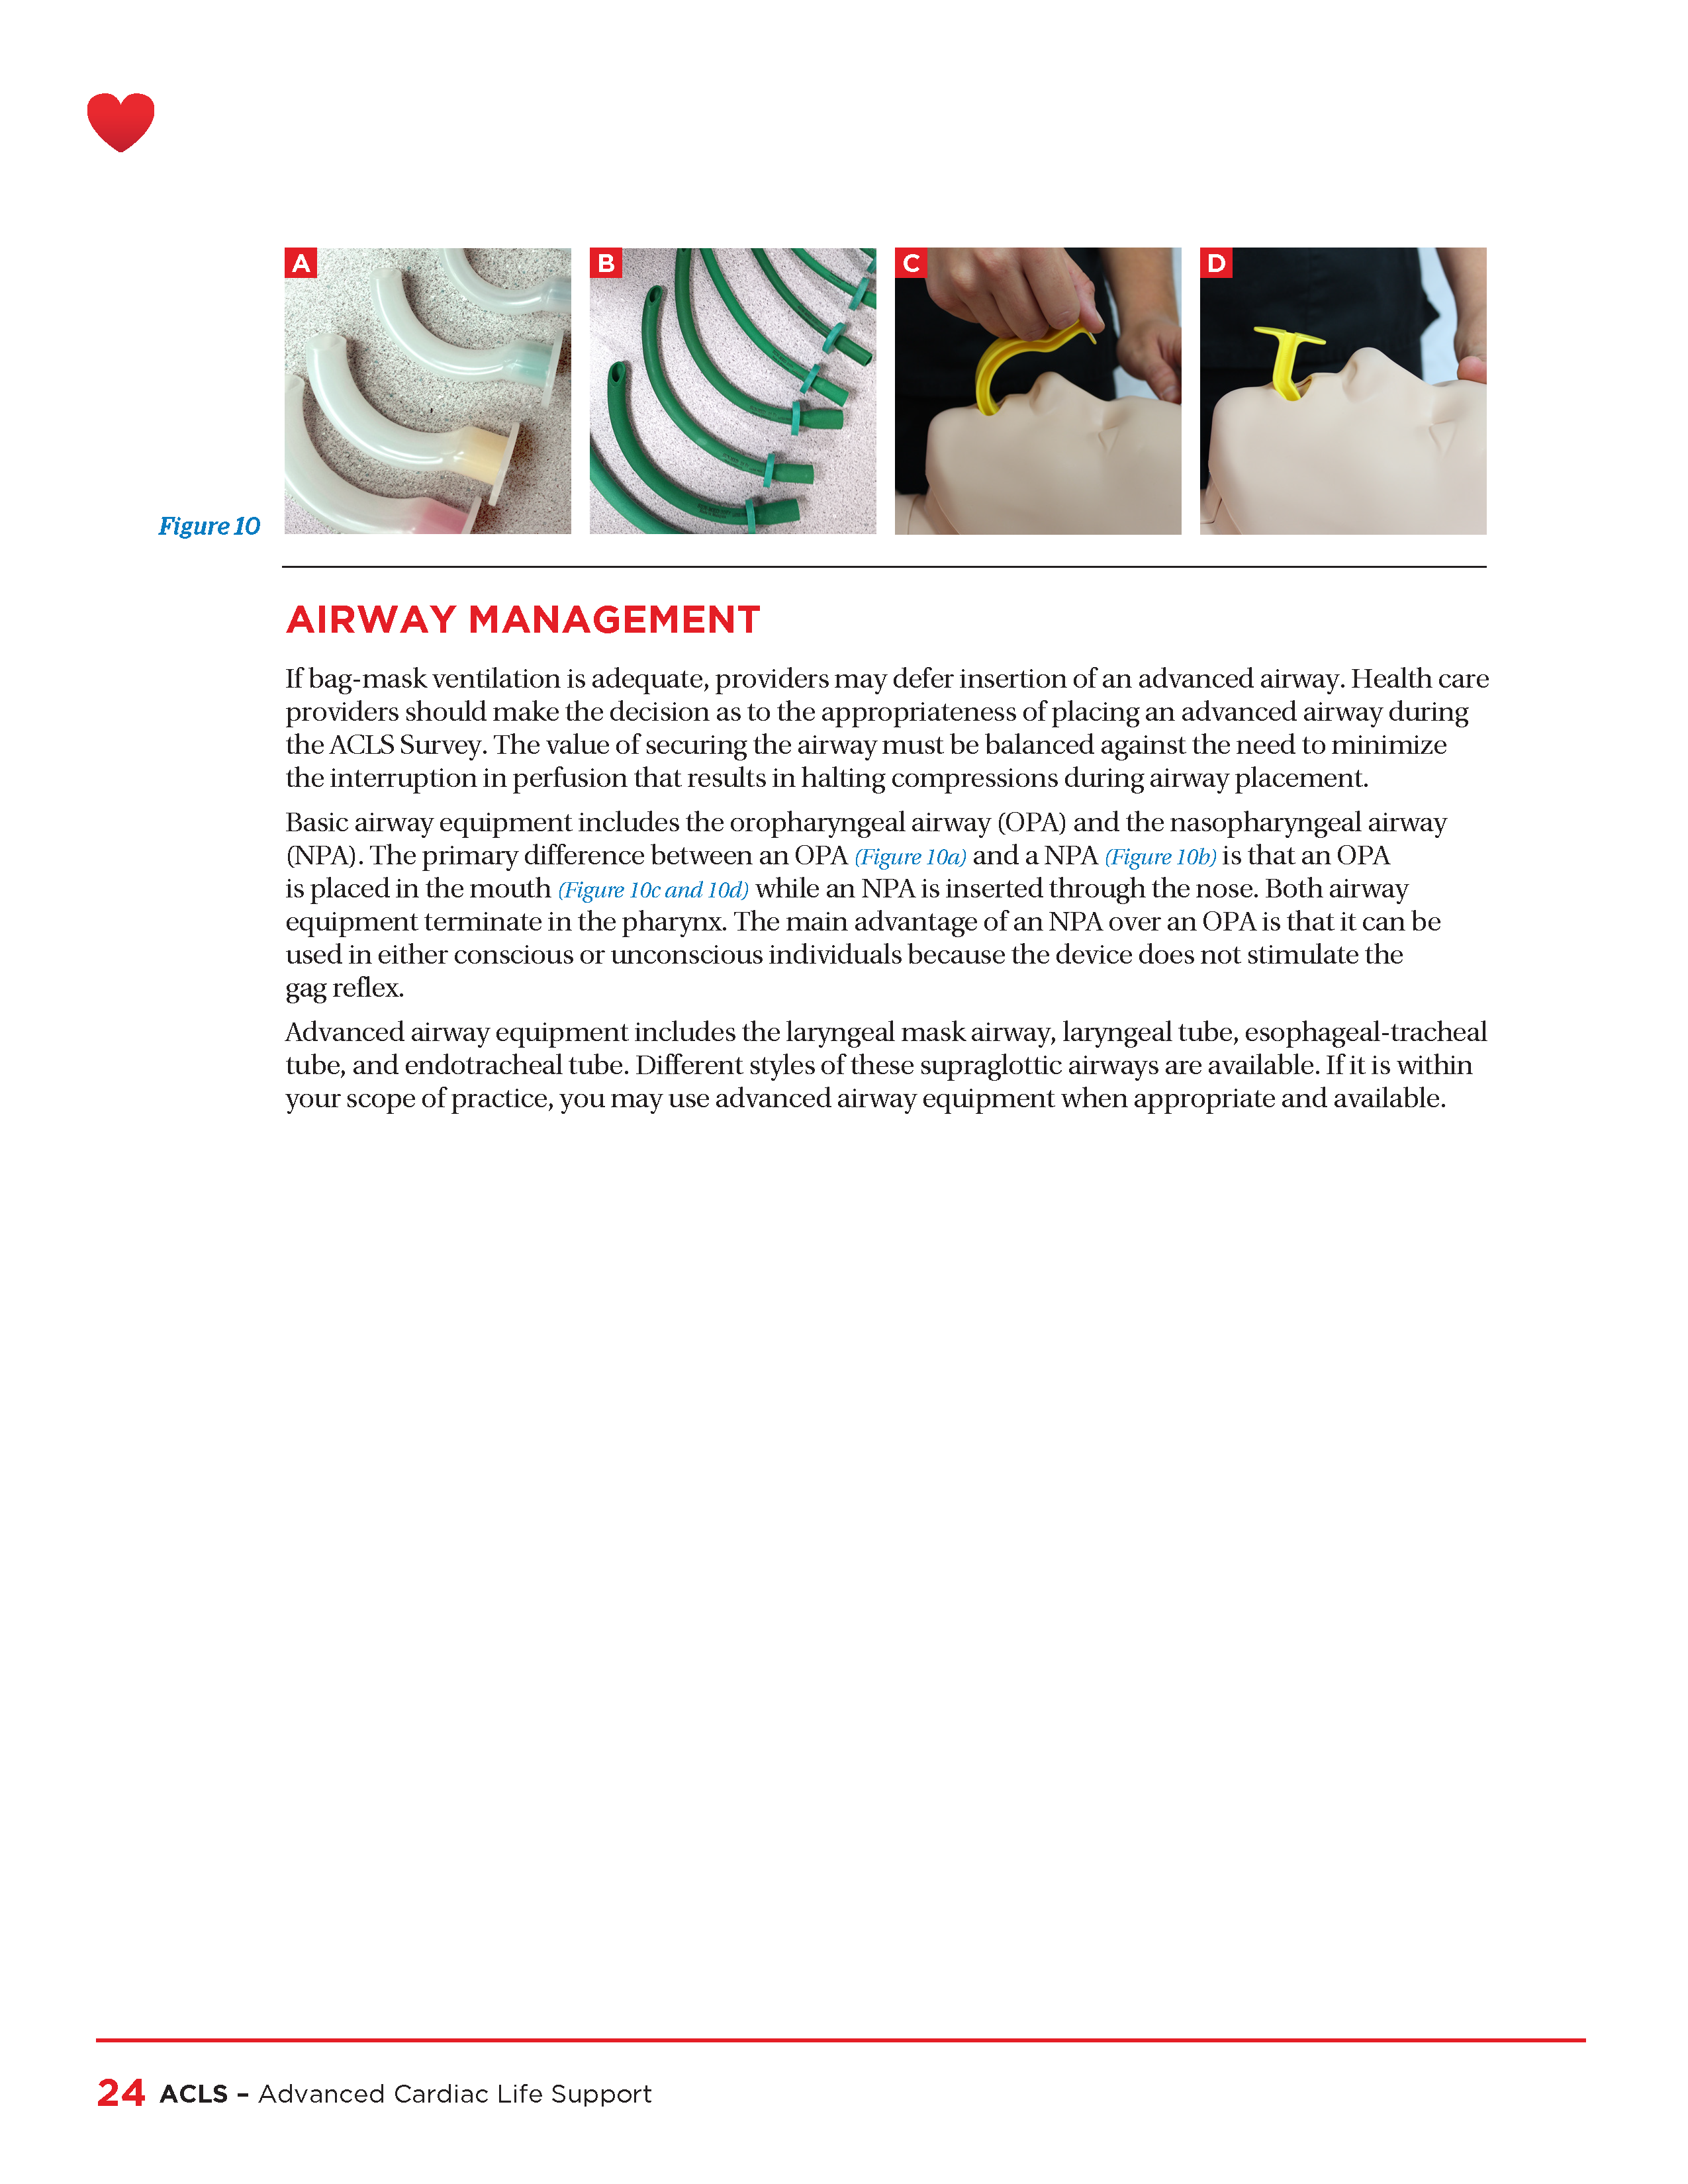 A
B
C
D
Figure 10
AIRWAY MANAGEMENT
If bag-mask ventilation is adequate, providers may defer insertion of an advanced airway. Health care
providers should make the decision as to the appropriateness of placing an advanced airway during
the ACLS Survey. The value of securing the airway must be balanced against the need to minimize
the interruption in perfusion that results in halting compressions during airway placement.
Basic airway equipment includes the oropharyngeal airway (OPA) and the nasopharyngeal airway
(NPA). The primary difference between an OPA (Figure 10a) and a NPA (Figure 10b) is that an OPA
is placed in the mouth (Figure 10c and 10d) while an NPA is inserted through the nose. Both airway
equipment terminate in the pharynx. The main advantage of an NPA over an OPA is that it can be
used in either conscious or unconscious individuals because the device does not stimulate the
gag reflex.
Advanced airway equipment includes the laryngeal mask airway, laryngeal tube, esophageal-tracheal
tube, and endotracheal tube. Different styles of these supraglottic airways are available. If it is within
your scope of practice, you may use advanced airway equipment when appropriate and available.
24 ACLS – Advanced Cardiac Life Support